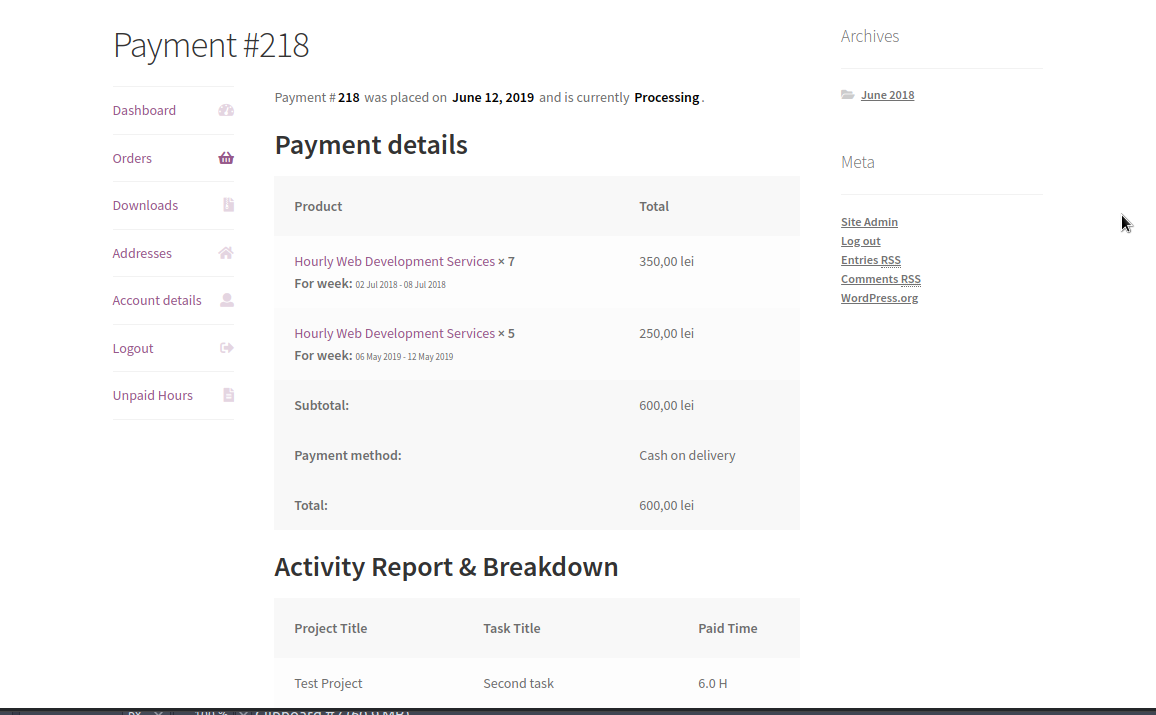 Payment #218
Dashboard
Orders
Downloads
Addresses
Account details
Logout
Unpaid Hours
Payment #218 was placed on June 12, 2019 and is currently Processing.
Payment details
Product Total
Hourly Web Development Services × 7 350,00 lei
For week: 02 Jul 2018 - 08 Jul 2018
Hourly Web Development Services × 5 250,00 lei
For week: 06 May 2019 - 12 May 2019
Subtotal: 600,00 lei
Payment method: Cash on delivery
Total: 600,00 lei
Activity Report & Breakdown
Project Title Task Title Paid Time
Test Project Second task 6.0 H
Archives
June 2018
Meta
Site Admin
Log out
Entries RSS
Comments RSS
WordPress.org